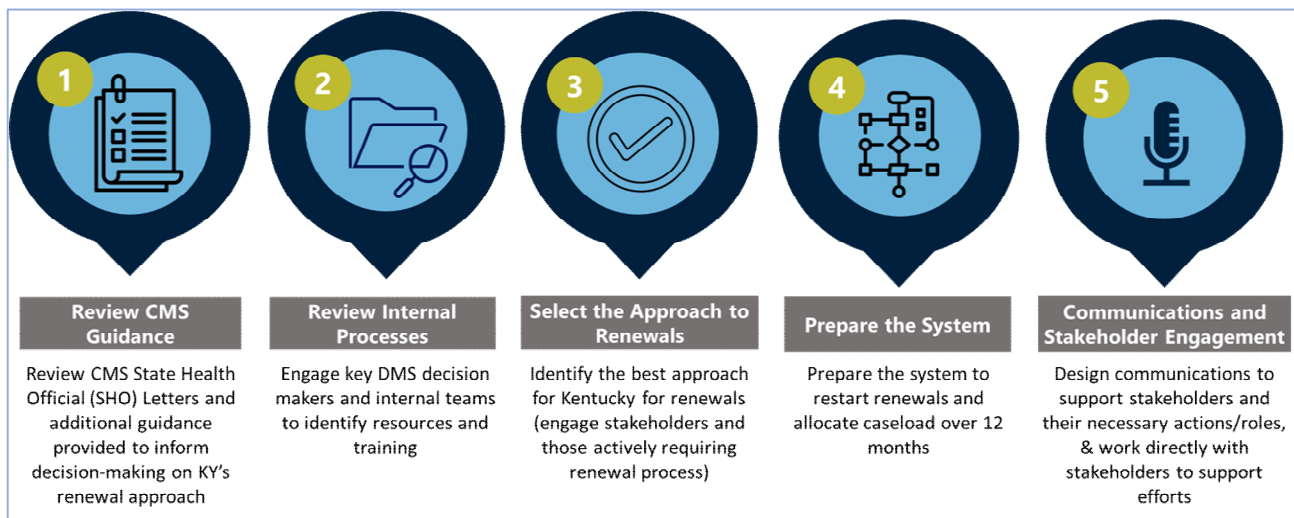 1
Review CMS
Guidance
Review CMS State Health
Official (SHO) Letters and
additional guidance
provided to inform
decision-making on KY's
renewal approach
2
Review Internal
Processes
Engage key DMS decision
makers and internal teams
to identify resources and
training
3
Select the Approach to
Renewals
Identify the best approach
for Kentucky for renewals
(engage stakeholders and
those actively requiring
renewal process)
4
Prepare the System
Prepare the system to
restart renewals and
allocate caseload over 12
months
5
Communications and
Stakeholder Engagement
Design communications to
support stakeholders and
their necessary actions/roles,
& work directly with
stakeholders to support
efforts